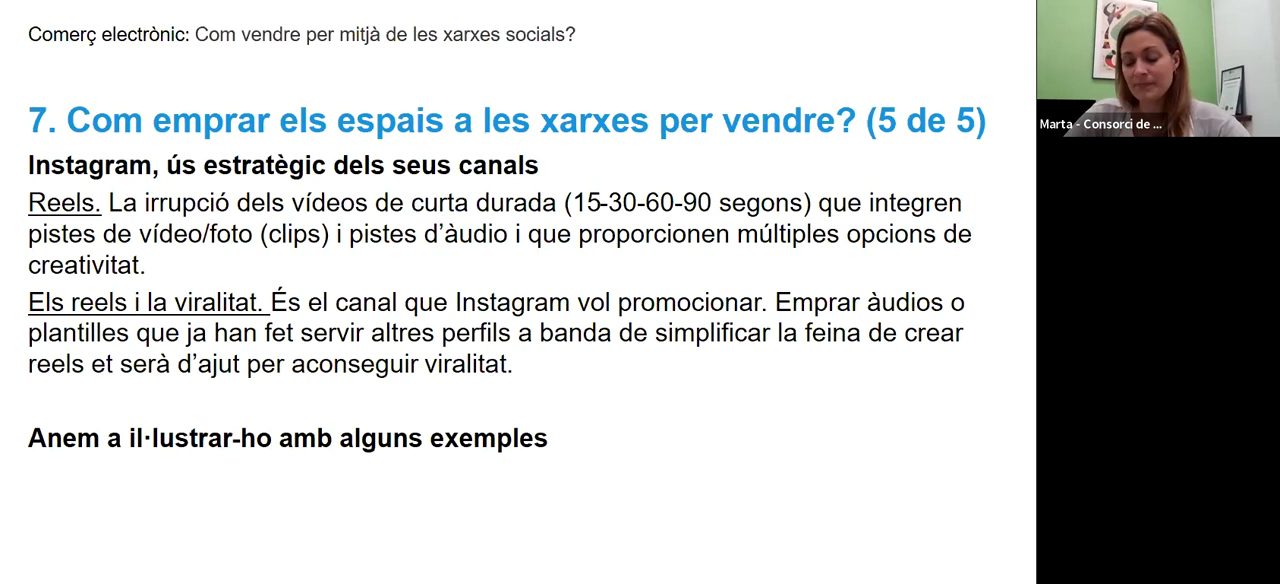 Comerç electrònic: Com vendre per mitjà de les xarxes socials?
7. Com emprar els espais a les xarxes per vendre? (5 de 5)
Instagram, ús estratègic dels seus canals
Reels. La irrupció dels vídeos de curta durada (15-30-60-90 segons) que integren
pistes de vídeo/foto (clips) i pistes d’àudio i que proporcionen múltiples opcions de
creativitat.
Els reels i la viralitat. És el canal que Instagram vol promocionar. Emprar àudios o
plantilles que ja han fet servir altres perfils a banda de simplificar la feina de crear
reels et serà d’ajut per aconseguir viralitat.
Anem a il·lustrar-ho amb alguns exemples
Marta - Consorci de ...